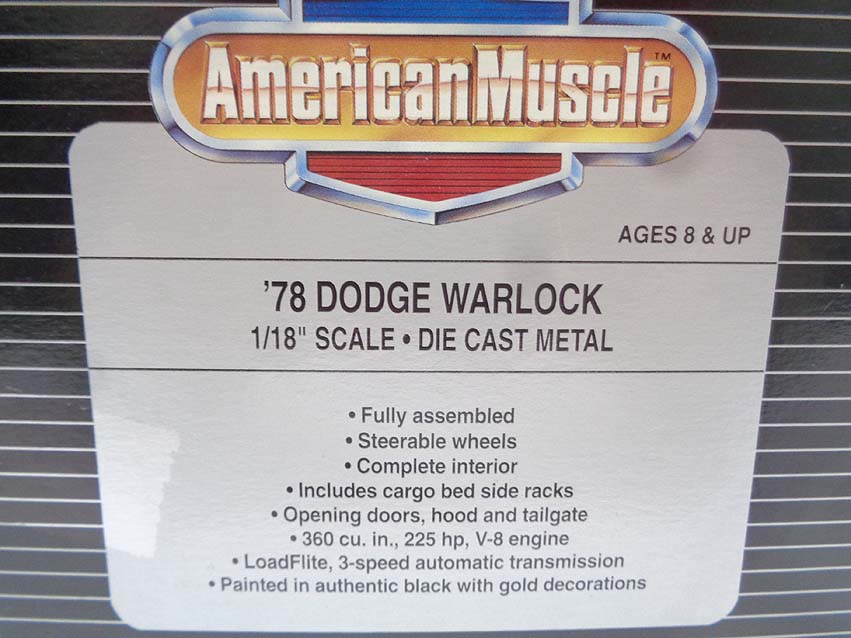 AmericanMuscle™
AGES 8 & UP
'78 DODGE WARLOCK
1/18" SCALE • DIE CAST METAL
• Fully assembled
• Steerable wheels
• Complete interior
• Includes cargo bed side racks
• Opening doors, hood and tailgate
• 360 cu. in., 225 hp, V-8 engine
• LoadFlite, 3-speed automatic transmission
• Painted in authentic black with gold decorations